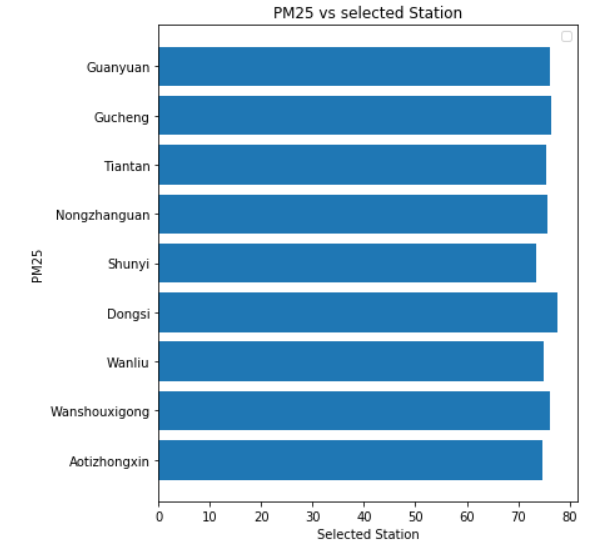 PM25 vs selected Station
Guanyuan
Gucheng
Tiantan
Nongzhanguan
Shunyi
Dongsi
Wanliu
Wanshouxigong
Aotizhongxin
PM25
0 10 20 30 40 50 60 70 80
Selected Station